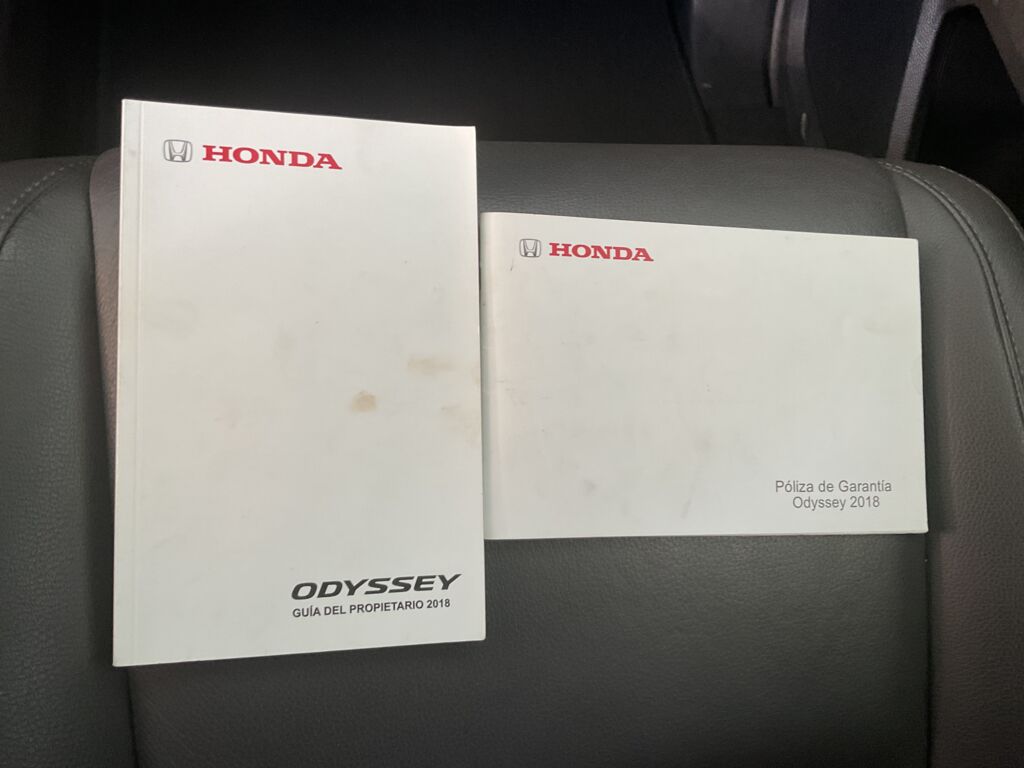 HONDA
ODYSSEY
GUÍA DEL PROPIETARIO 2018
HONDA
Póliza de Garantía
Odyssey 2018